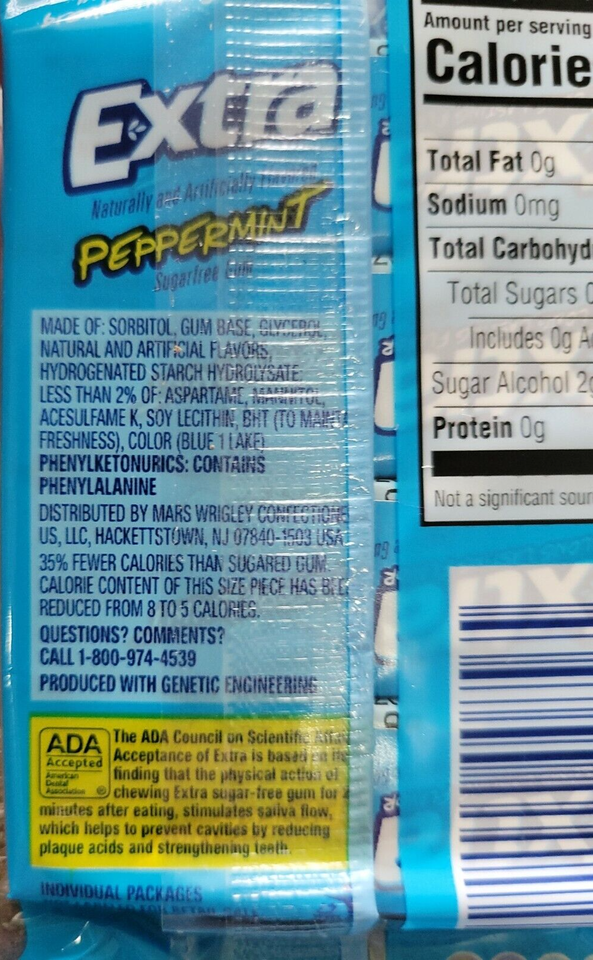 Extra
Naturally and Artificially Flavored
PEPPERMINT
Sugarfree Gum
MADE OF: SORBITOL, GUM BASE, GLYCEROL,
NATURAL AND ARTIFICIAL FLAVORS,
HYDROGENATED STARCH HYDROLYSATE;
LESS THAN 2% OF: ASPARTAME, MANNITOL,
ACESULFAME K, SOY LECITHIN, BHT (TO MAINT
FRESHNESS), COLOR (BLUE 1 LAKE)
PHENYLKETONURICS: CONTAINS
PHENYLALANINE
DISTRIBUTED BY MARS WRIGLEY CONFECTIONE
US, LLC, HACKETTSTOWN, NJ 07840-1503 USA
35% FEWER CALORIES THAN SUGARED GUM.
CALORIE CONTENT OF THIS SIZE PIECE HAS BEE
REDUCED FROM 8 TO 5 CALORIES.
QUESTIONS? COMMENTS?
CALL 1-800-974-4539
PRODUCED WITH GENETIC ENGINEERING
ADA
Accepted
American
Dental
Association
The ADA Council on Scientific
Acceptance of Extra is based on its
finding that the physical action of
chewing Extra sugar-free gum for 2
minutes after eating, stimulates saliva flow,
which helps to prevent cavities by reducing
plaque acids and strengthening teeth.
INDIVIDUAL PACKAGES
Amount per serving
Calorie
Total Fat 0g
Sodium 0mg
Total Carbohyd
Total Sugars 0
Includes 0g A
Sugar Alcohol 2g
Protein 0g
Not a significant sour